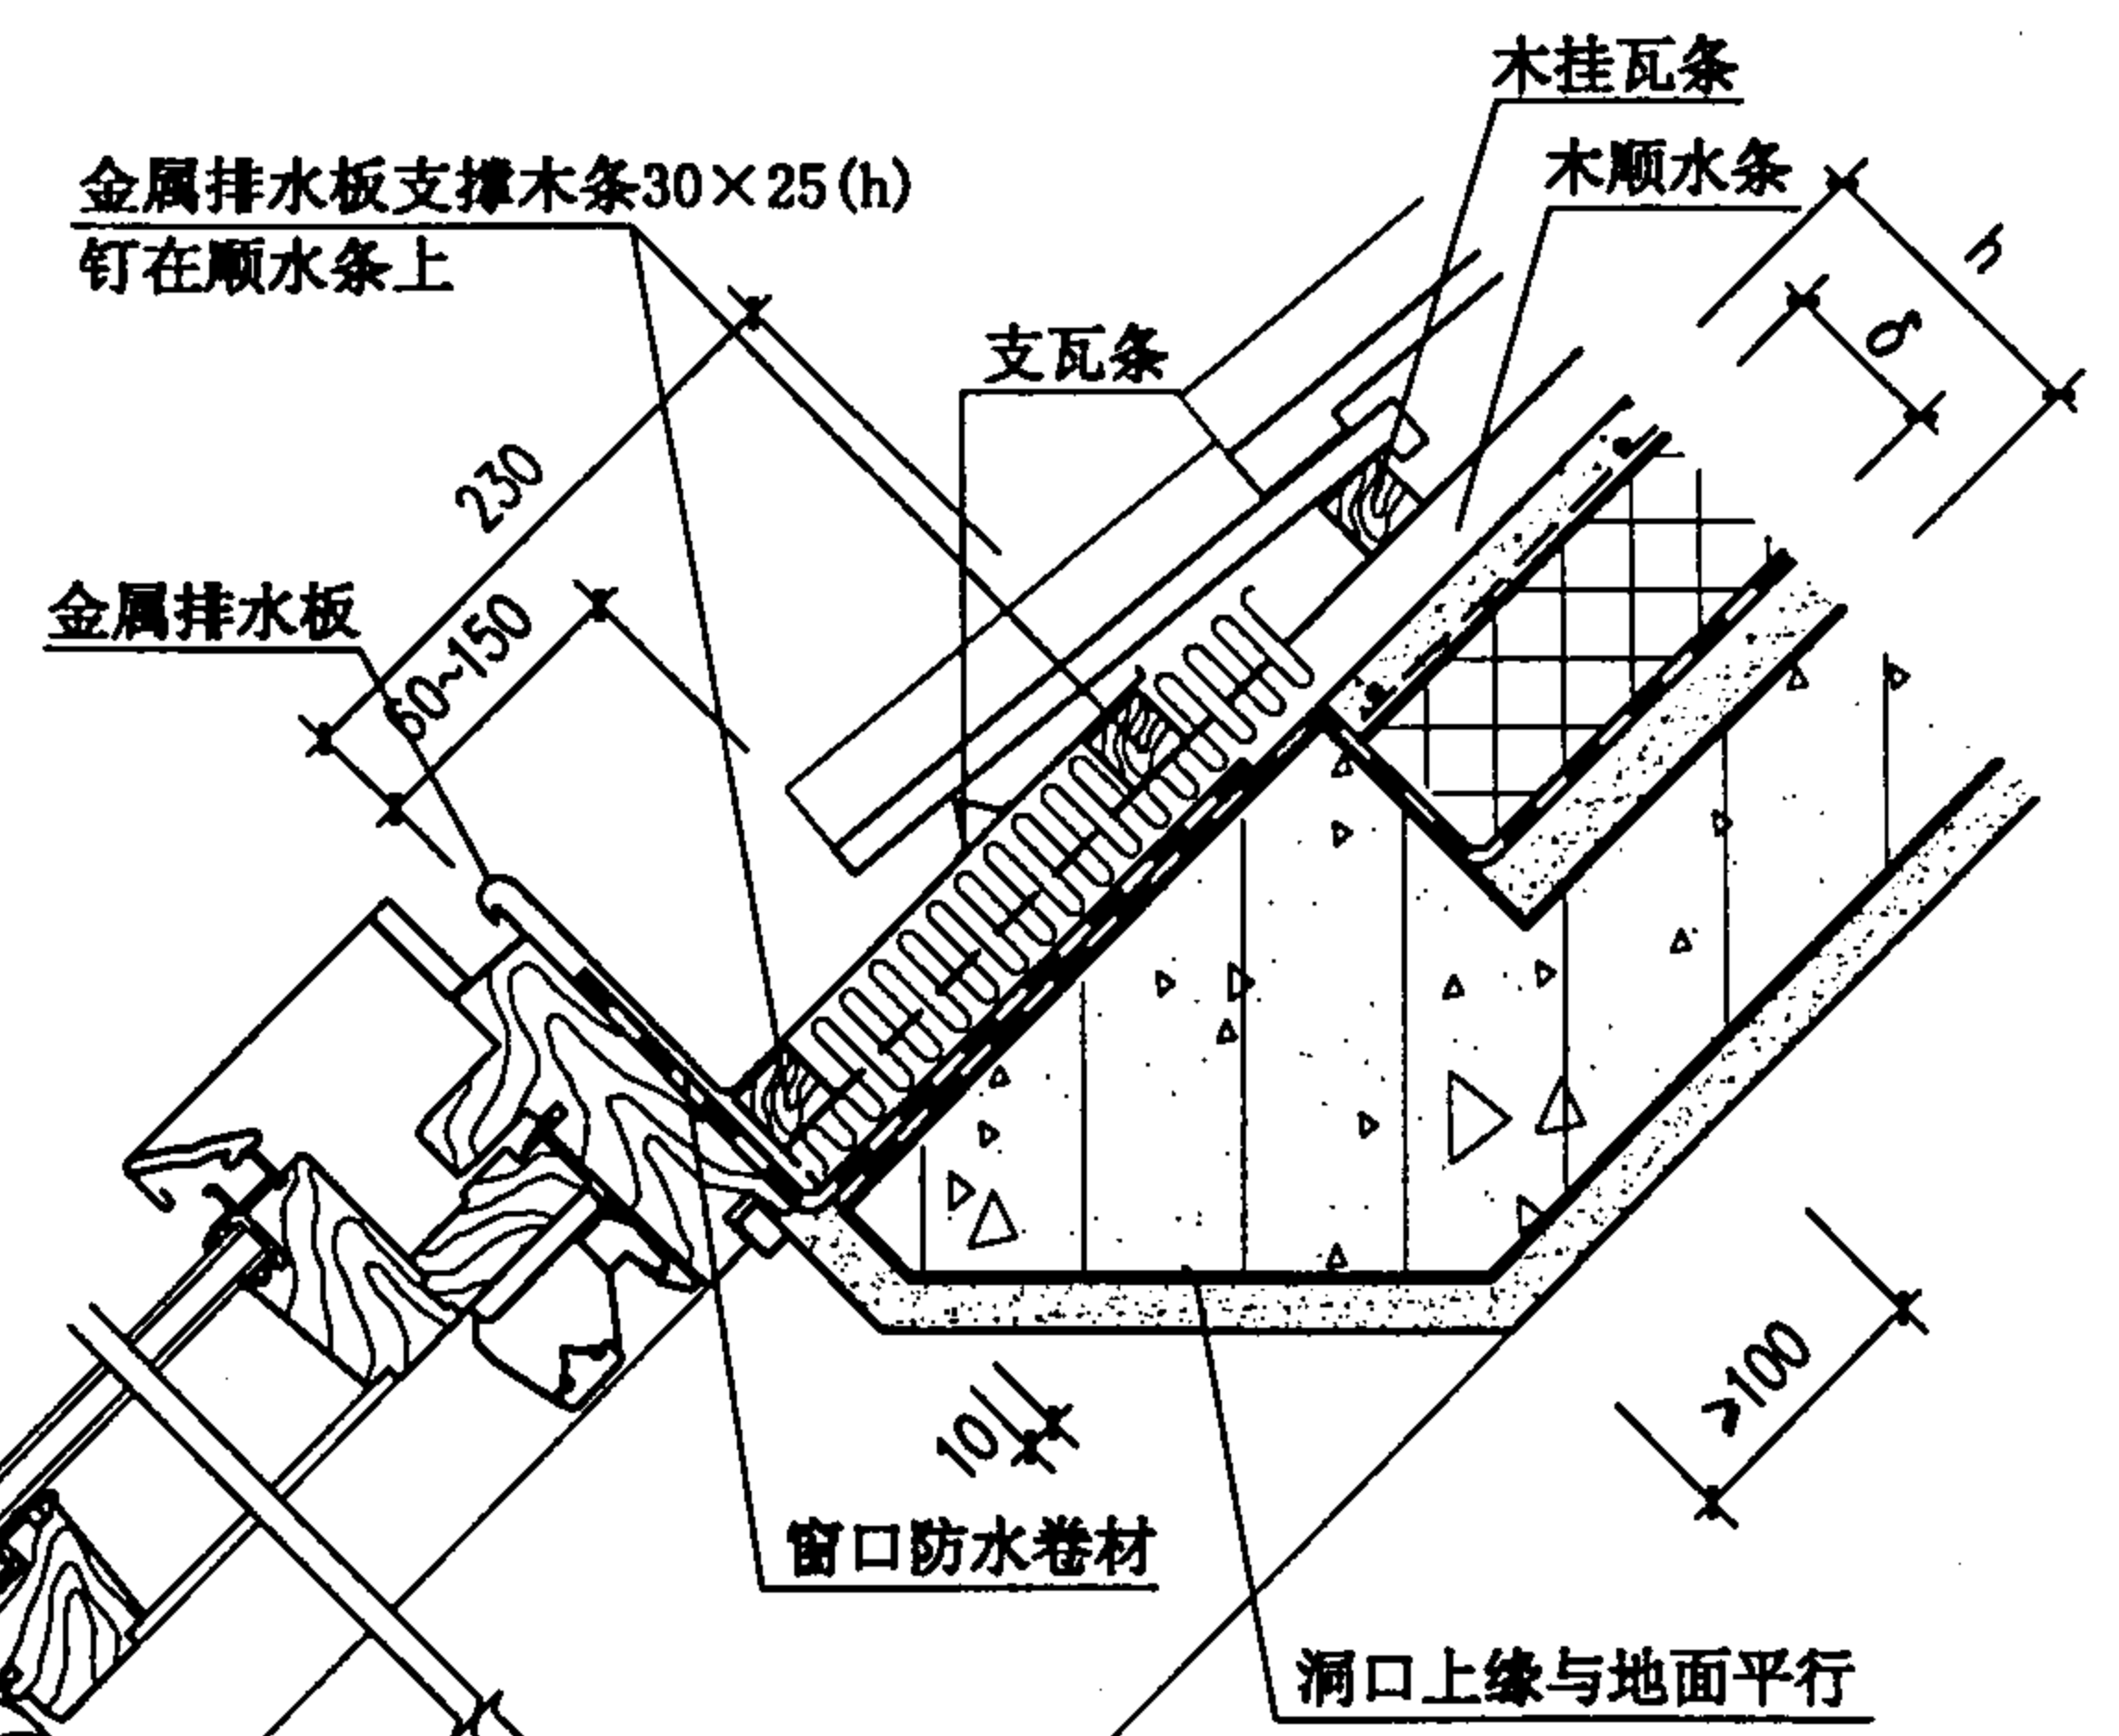 木挂瓦条
木顺水条
金属排水板支撑木条30×25(h)
钉在顺水条上
h
δ
支瓦条
230
金属排水板
60~150
>100
10
窗口防水卷材
洞口上缘与地面平行